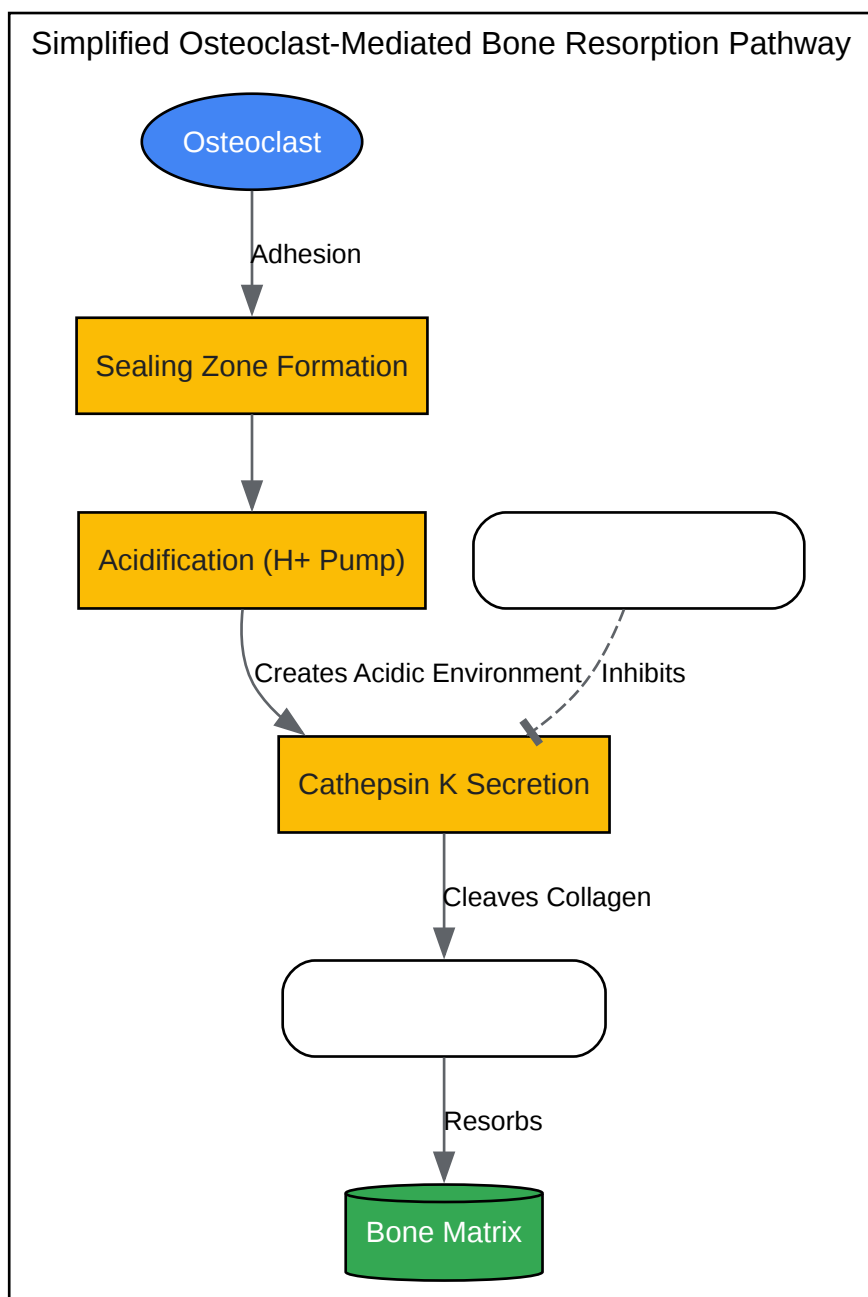 Simplified Osteoclast-Mediated Bone Resorption Pathway
Osteoclast
Adhesion
Sealing Zone Formation
Acidification (H+ Pump)
Creates Acidic Environment
Inhibits
Cathepsin K Secretion
Cleaves Collagen
Resorbs
Bone Matrix